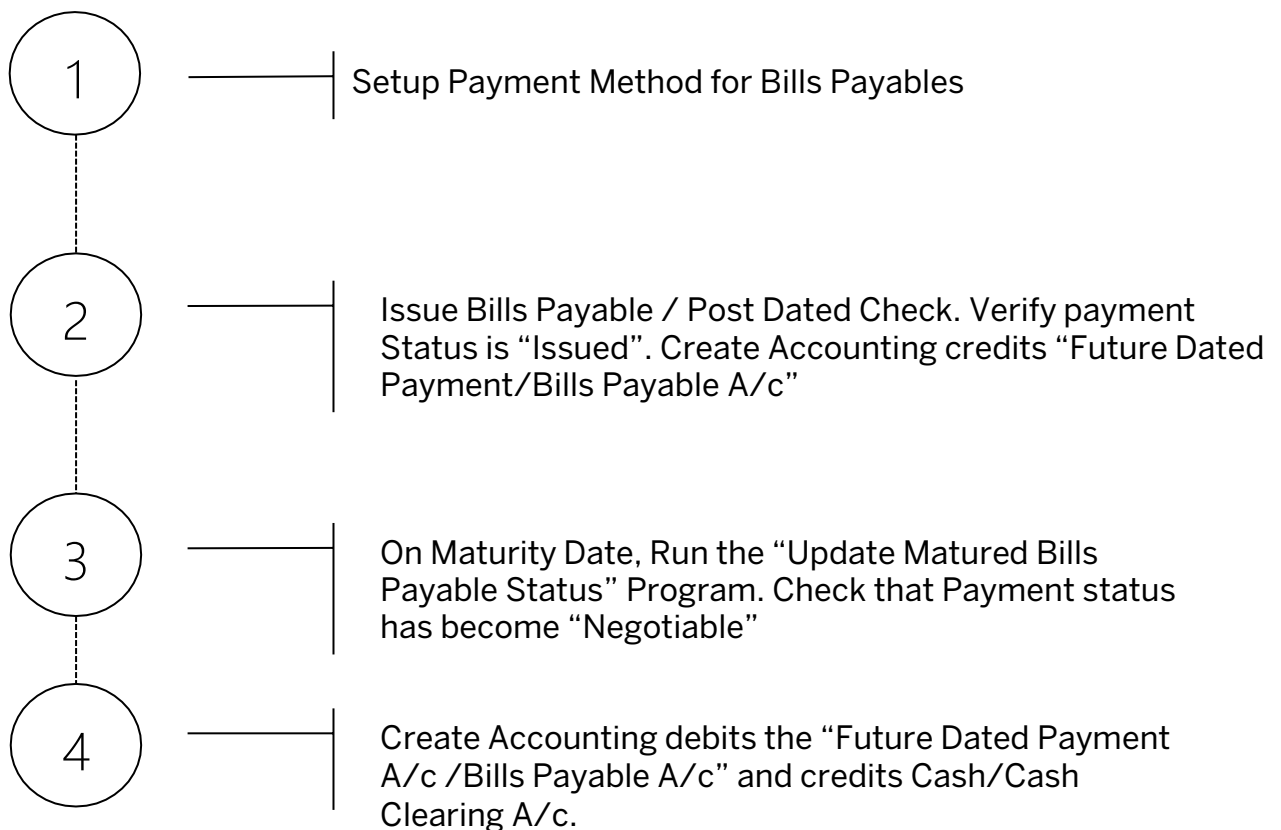 1
Setup Payment Method for Bills Payables
2
Issue Bills Payable / Post Dated Check. Verify payment
Status is “Issued”. Create Accounting credits “Future Dated
Payment/Bills Payable A/c”
3
On Maturity Date, Run the “Update Matured Bills
Payable Status” Program. Check that Payment status
has become “Negotiable”
4
Create Accounting debits the “Future Dated Payment
A/c /Bills Payable A/c” and credits Cash/Cash
Clearing A/c.